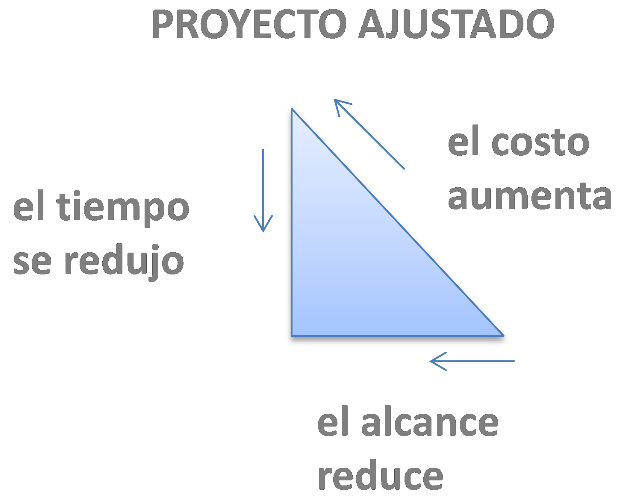 PROYECTO AJUSTADO
el costo
aumenta
el tiempo
se redujo
el alcance
reduce